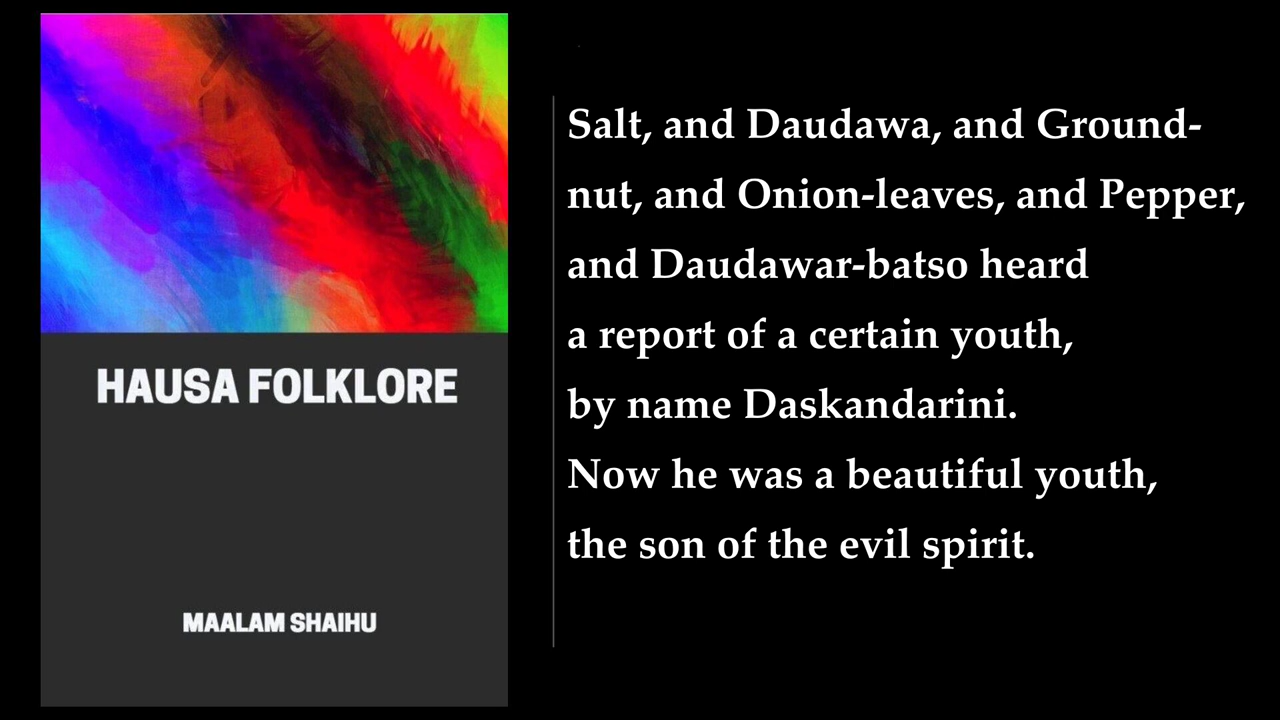 HAUSA FOLKLORE
MAALAM SHAIHU
Salt, and Daudawa, and Ground-
nut, and Onion-leaves, and Pepper,
and Daudawar-batso heard
a report of a certain youth,
by name Daskandarini.
Now he was a beautiful youth,
the son of the evil spirit.